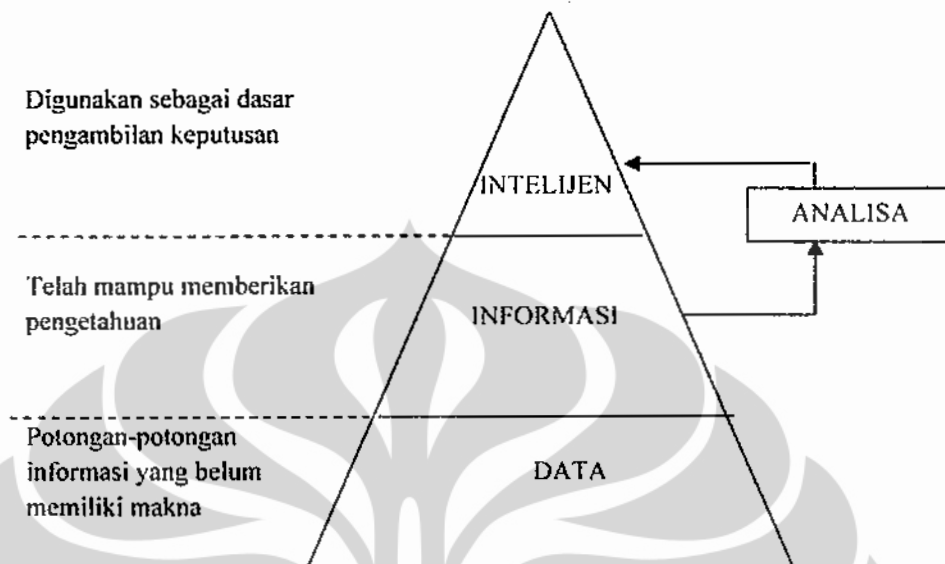 Digunakan sebagai dasar
pengambilan keputusan
INTELIJEN
ANALISA
Telah mampu memberikan
pengetahuan
INFORMASI
Potongan-potongan
informasi yang belum
memiliki makna
DATA